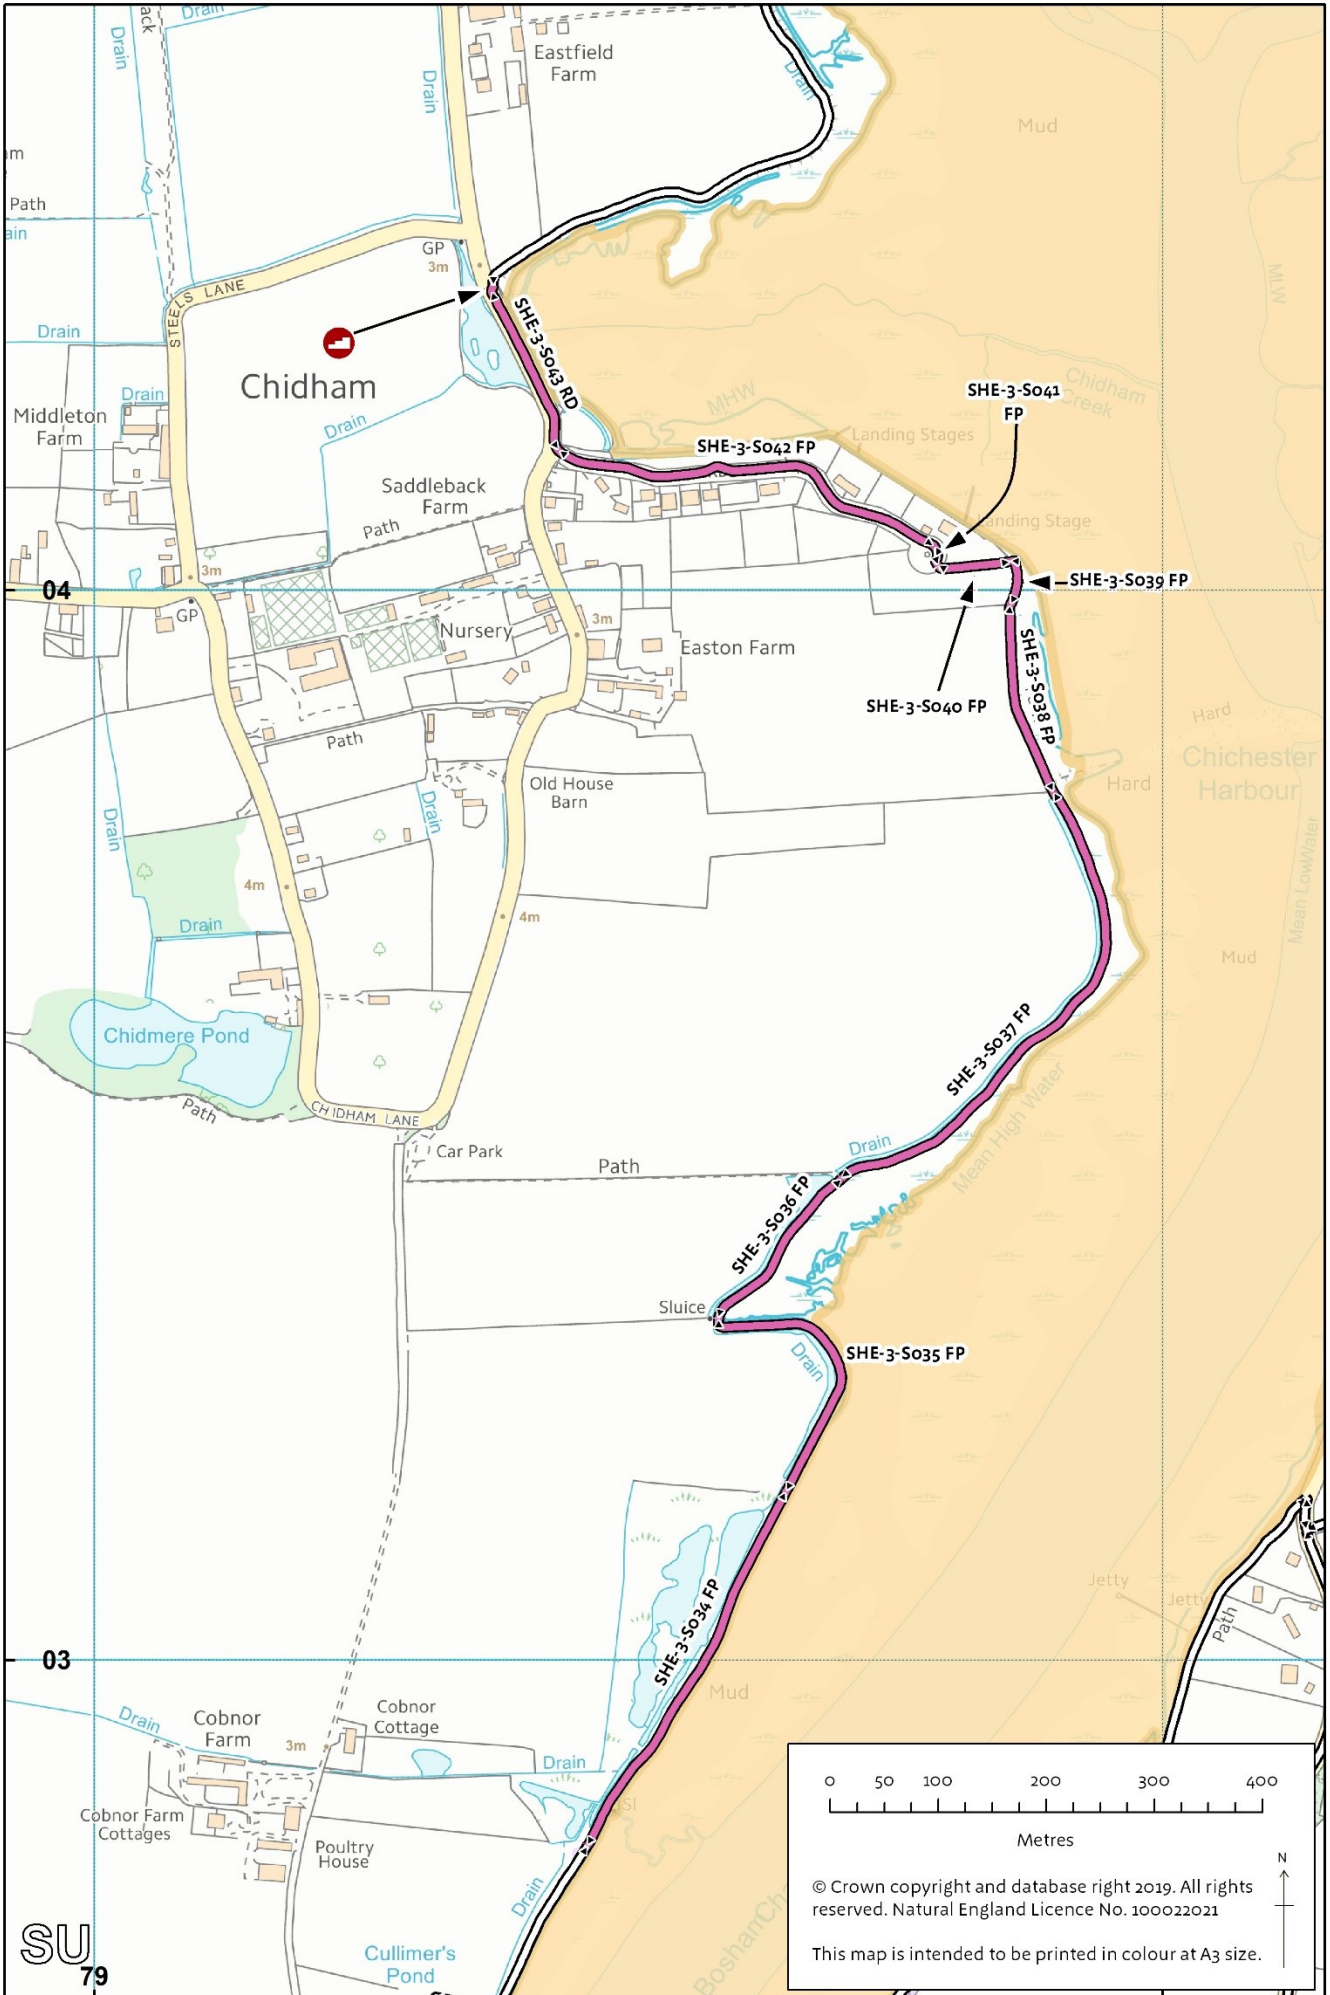 ack
Drain
Drain
Drain
Eastfield
Farm
Drain
Mud
Path
ain
GP
3m
STEELS LANE
MLW
Drain
SHE-3-S043 RD
Chidham
Drain
Middleton
Farm
Drain
MHW
SHE-3-S041
FP
Chidham
Creek
Landing Stages
SHE-3-S042 FP
Saddleback
Farm
Path
Landing Stage
3m
04
GP
SHE-3-S039 FP
Nursery
3m
Easton Farm
SHE-3-S040 FP
SHE-3-S038 FP
Path
Hard
Chichester
Harbour
Hard
Old House
Barn
Drain
Drain
4m
4m
Drain
Mean LowWater
Mud
Chidmere Pond
SHE-3-S037 FP
Path
CHIDHAM LANE
Mean High Water
Car Park
Path
Drain
SHE-3-S036 FP
Sluice
Drain
SHE-3-S035 FP
SHE-3-S034 FP
Jetty
Jetty
Path
03
Mud
Drain
Cobnor
Farm
Cobnor
Cottage
3m
Drain
Sl
Cobnor Farm
Cottages
Poultry
House
Drain
Cullimer's
Pond
SU
79
0 50 100 200 300 400
Metres
N
© Crown copyright and database right 2019. All rights
reserved. Natural England Licence No. 100022021
This map is intended to be printed in colour at A3 size.